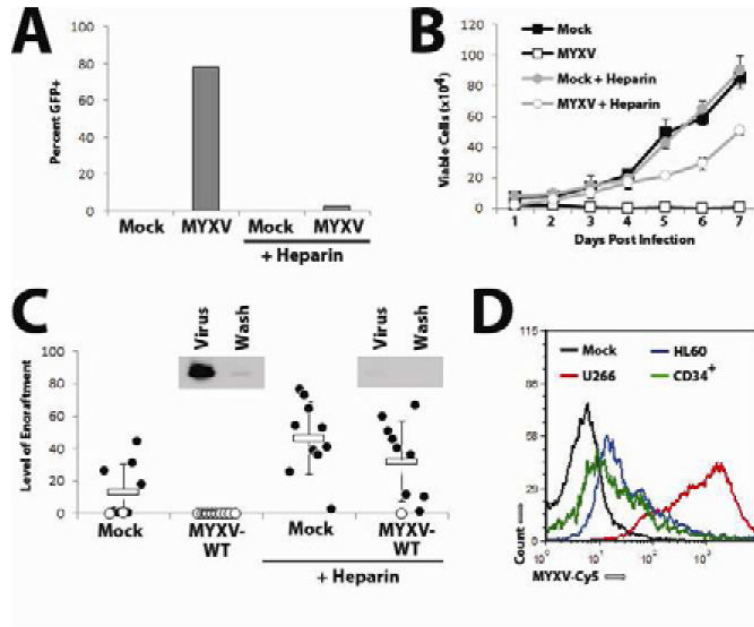 A
Percent GFP+
100
80
60
40
20
0
Mock
MYXV
Mock
MYXV
+ Heparin
B
Viable Cells (x10⁴)
120
100
80
60
40
20
0
Mock
MYXV
Mock + Heparin
MYXV + Heparin
1 2 3 4 5 6 7
Days Post Infection
C
Level of Enoraftment
100
80
60
40
20
0
Virus
Wash
Virus
Wash
Mock
MYXV-
WT
Mock
MYXV-
WT
+ Heparin
D
Count
115
58
29
0
Mock
U266
HL60
CD34⁺
10⁰ 10¹ 10² 10³
MYXV-Cy5